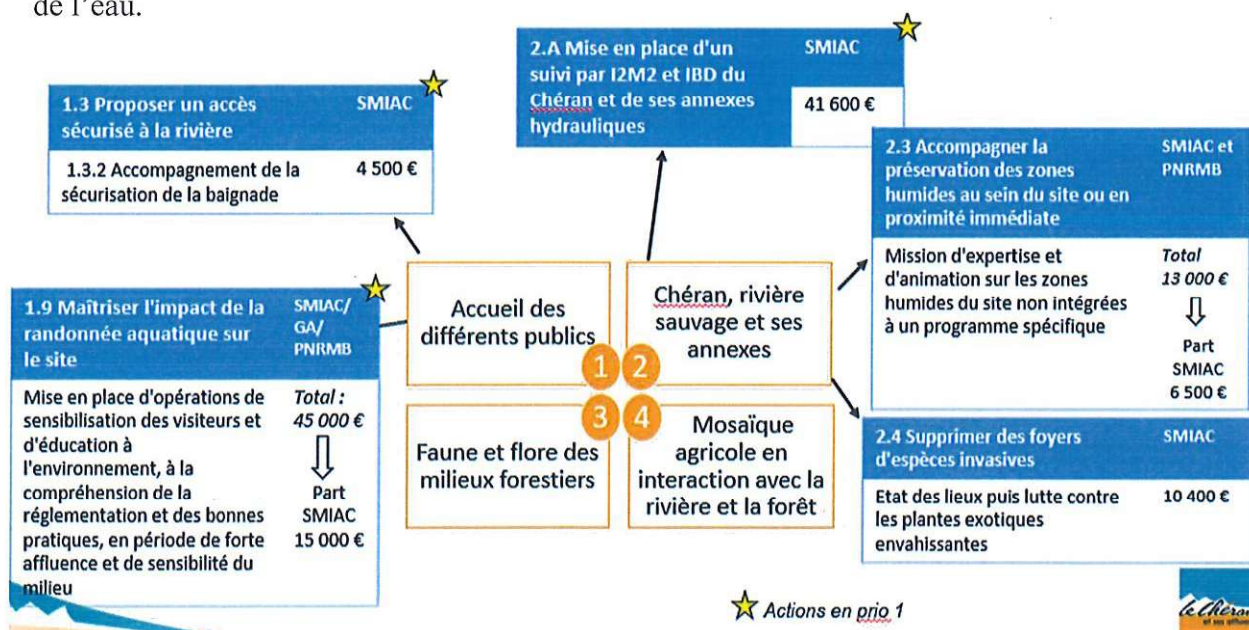 de l'eau.
2.A Mise en place d'un
suivi par I2M2 et IBD du
Chéran et de ses annexes
hydrauliques
SMIAC
41 600 €
1.3 Proposer un accès
sécurisé à la rivière
SMIAC
1.3.2 Accompagnement de la
sécurisation de la baignade
4 500 €
2.3 Accompagner la
préservation des zones
humides au sein du site ou en
proximité immédiate
SMIAC et
PNRMB
Mission d'expertise et
d'animation sur les zones
humides du site non intégrées
à un programme spécifique
Total
13 000 €
Part
SMIAC
6 500 €
1.9 Maîtriser l'impact de la
randonnée aquatique sur
le site
SMIAC/
GA/
PNRMB
Mise en place d'opérations de
sensibilisation des visiteurs et
d'éducation à
l'environnement, à la
compréhension de la
réglementation et des bonnes
pratiques, en période de forte
affluence et de sensibilité du
milieu
Total :
45 000 €
Part
SMIAC
15 000 €
Accueil des
différents publics
1
Chéran, rivière
sauvage et ses
annexes
2
3
Faune et flore des
milieux forestiers
4
Mosaïque
agricole en
interaction avec la
rivière et la forêt
2.4 Supprimer des foyers
d'espèces invasives
SMIAC
Etat des lieux puis lutte contre
les plantes exotiques
envahissantes
10 400 €
Actions en prio 1
le Chéran
et ses affluents